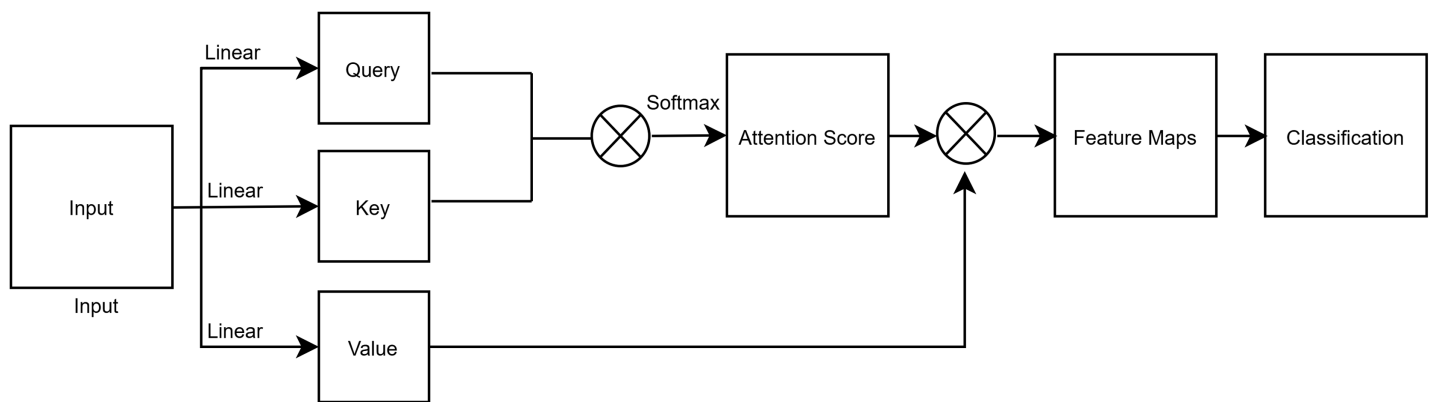 Linear
Query
Softmax
Attention Score
Feature Maps
Classification
Input
Linear
Key
Input
Linear
Value